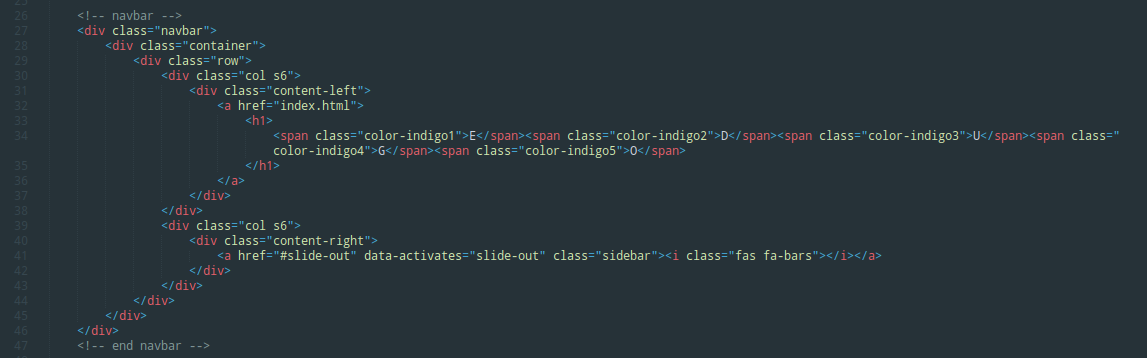 26 <!-- navbar -->
27 <div class="navbar">
28 <div class="container">
29 <div class="row">
30 <div class="col s6">
31 <div class="content-left">
32 <a href="index.html">
33 <h1>
34 <span class="color-indigo1">E</span><span class="color-indigo2">D</span><span class="color-indigo3">U</span><span class="
color-indigo4">G</span><span class="color-indigo5">O</span>
35 </h1>
36 </a>
37 </div>
38 </div>
39 <div class="col s6">
40 <div class="content-right">
41 <a href="#slide-out" data-activates="slide-out" class="sidebar"><i class="fas fa-bars"></i></a>
42 </div>
43 </div>
44 </div>
45 </div>
46 </div>
47 <!-- end navbar -->